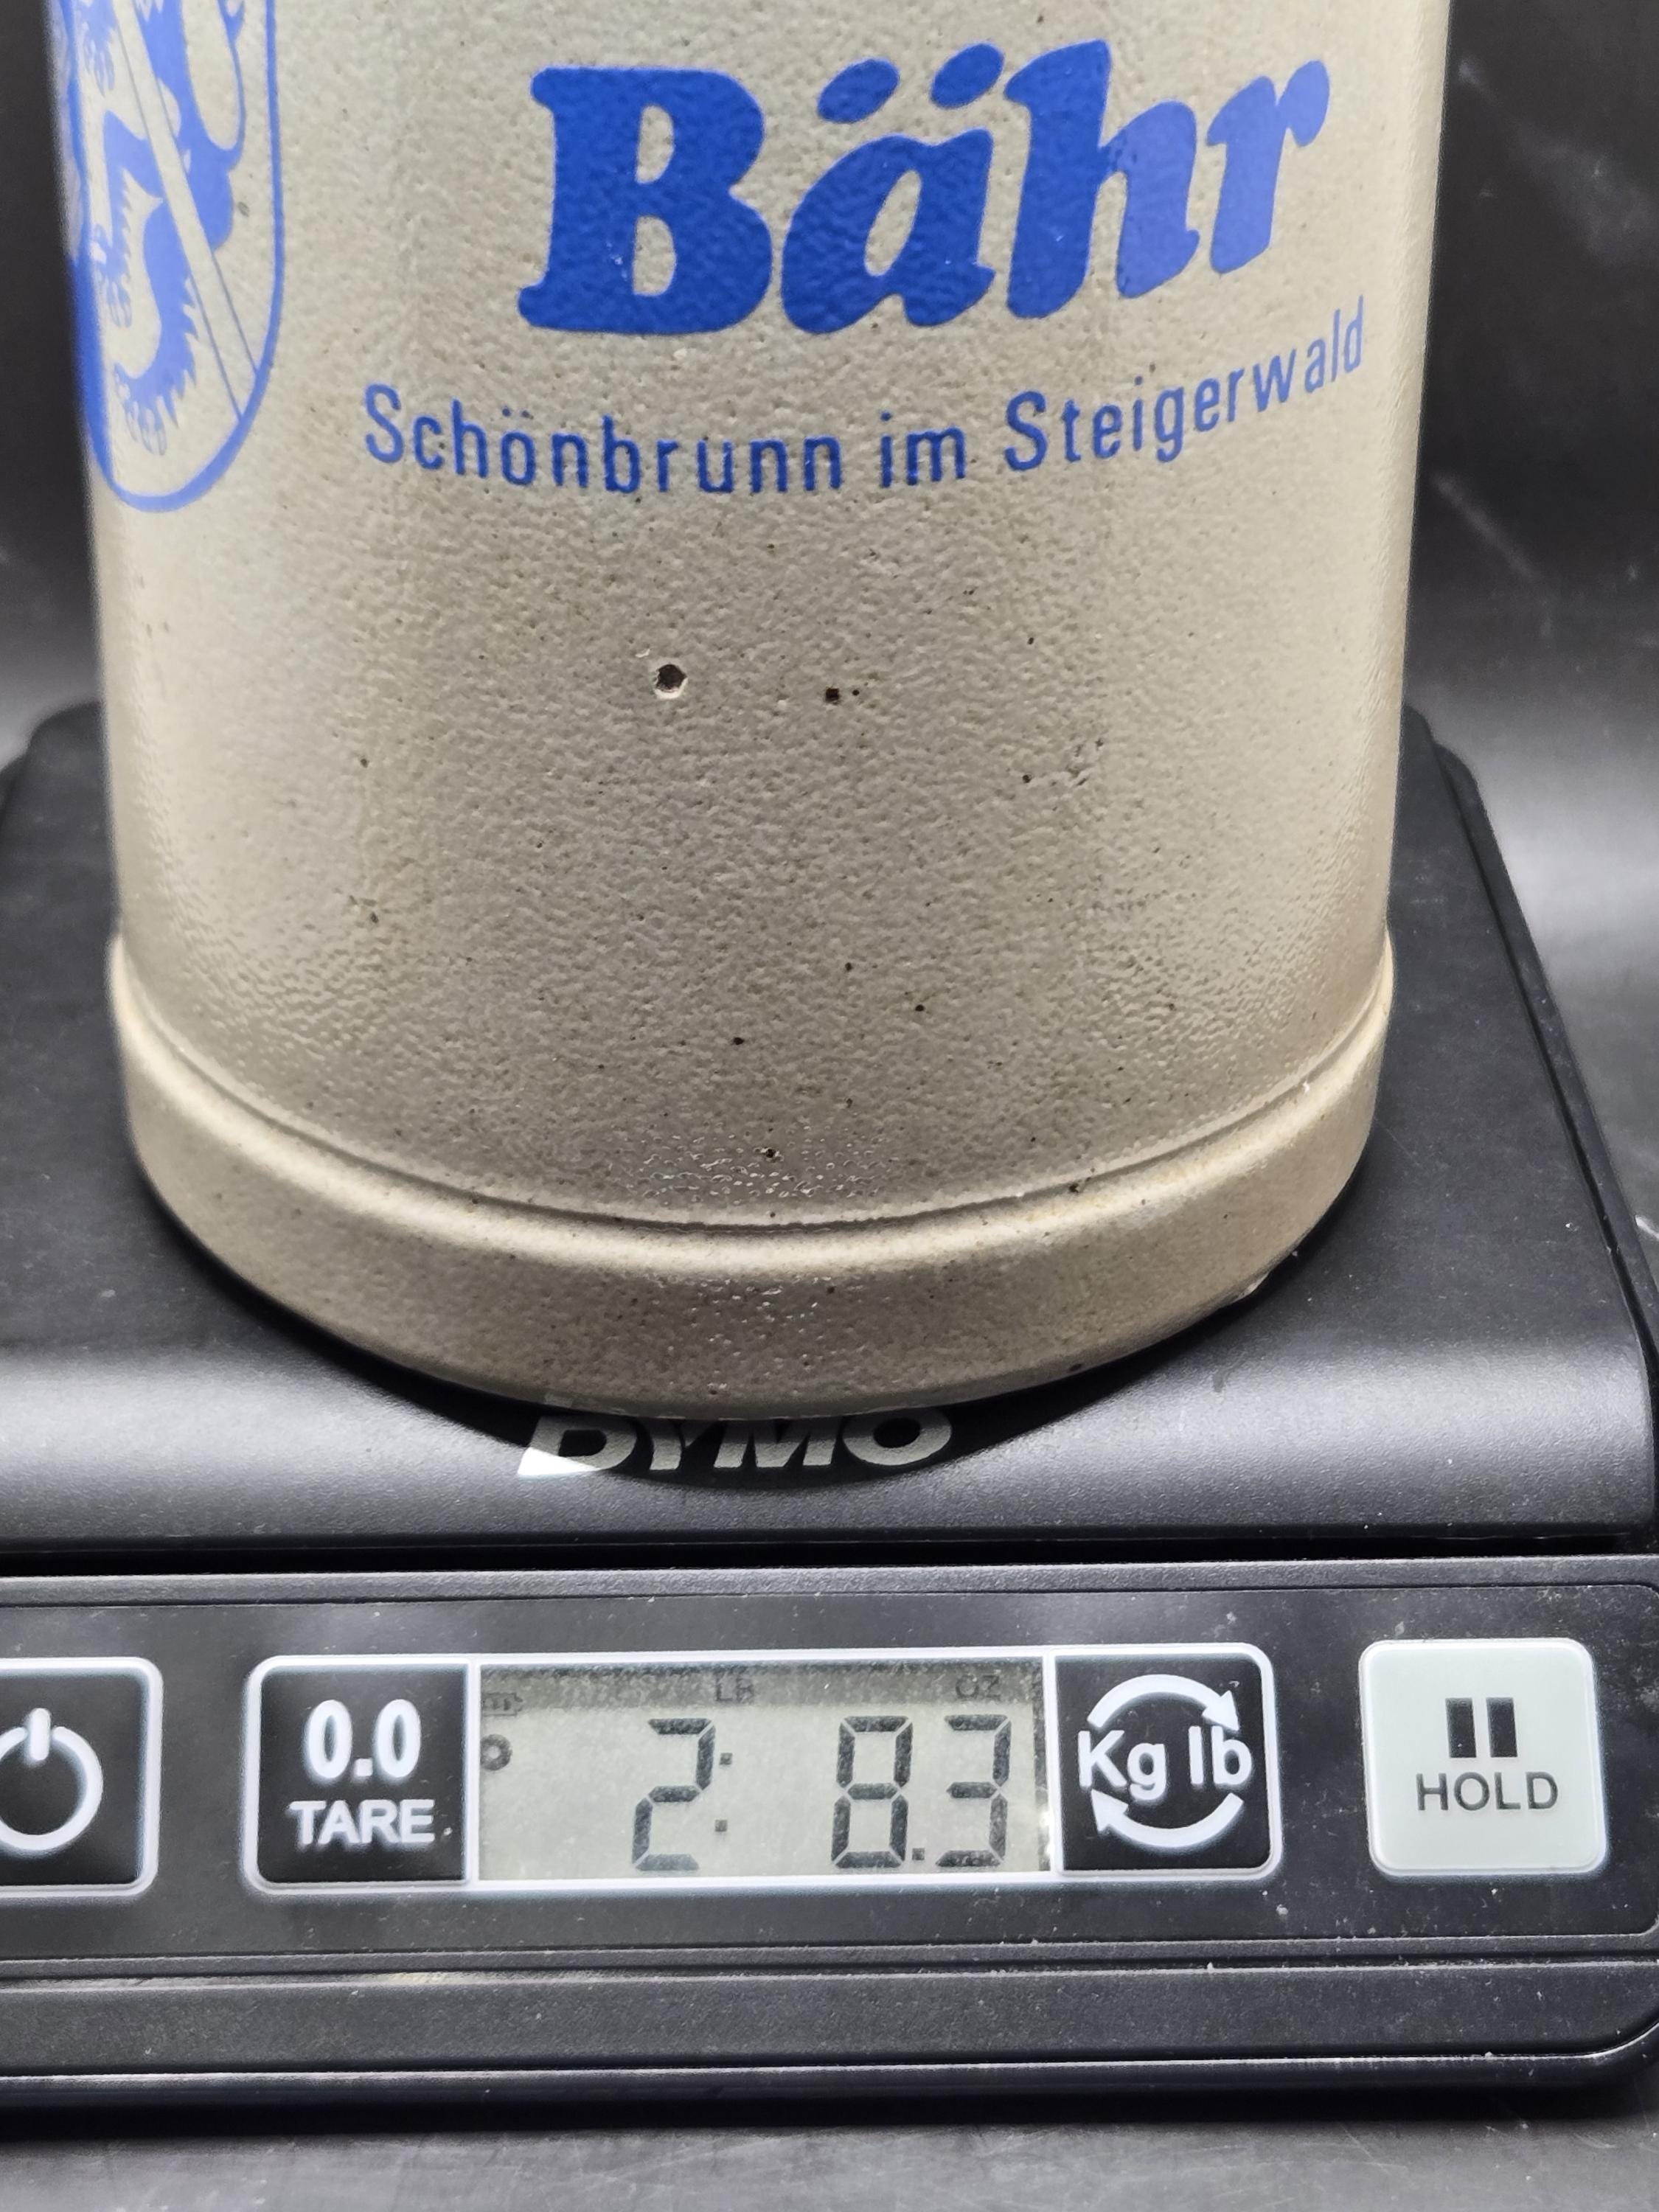 Bähr
Schönbrunn im Steigerwald
DYMO
0.0
TARE
LB OZ
2: 8.3
Kg lb
HOLD